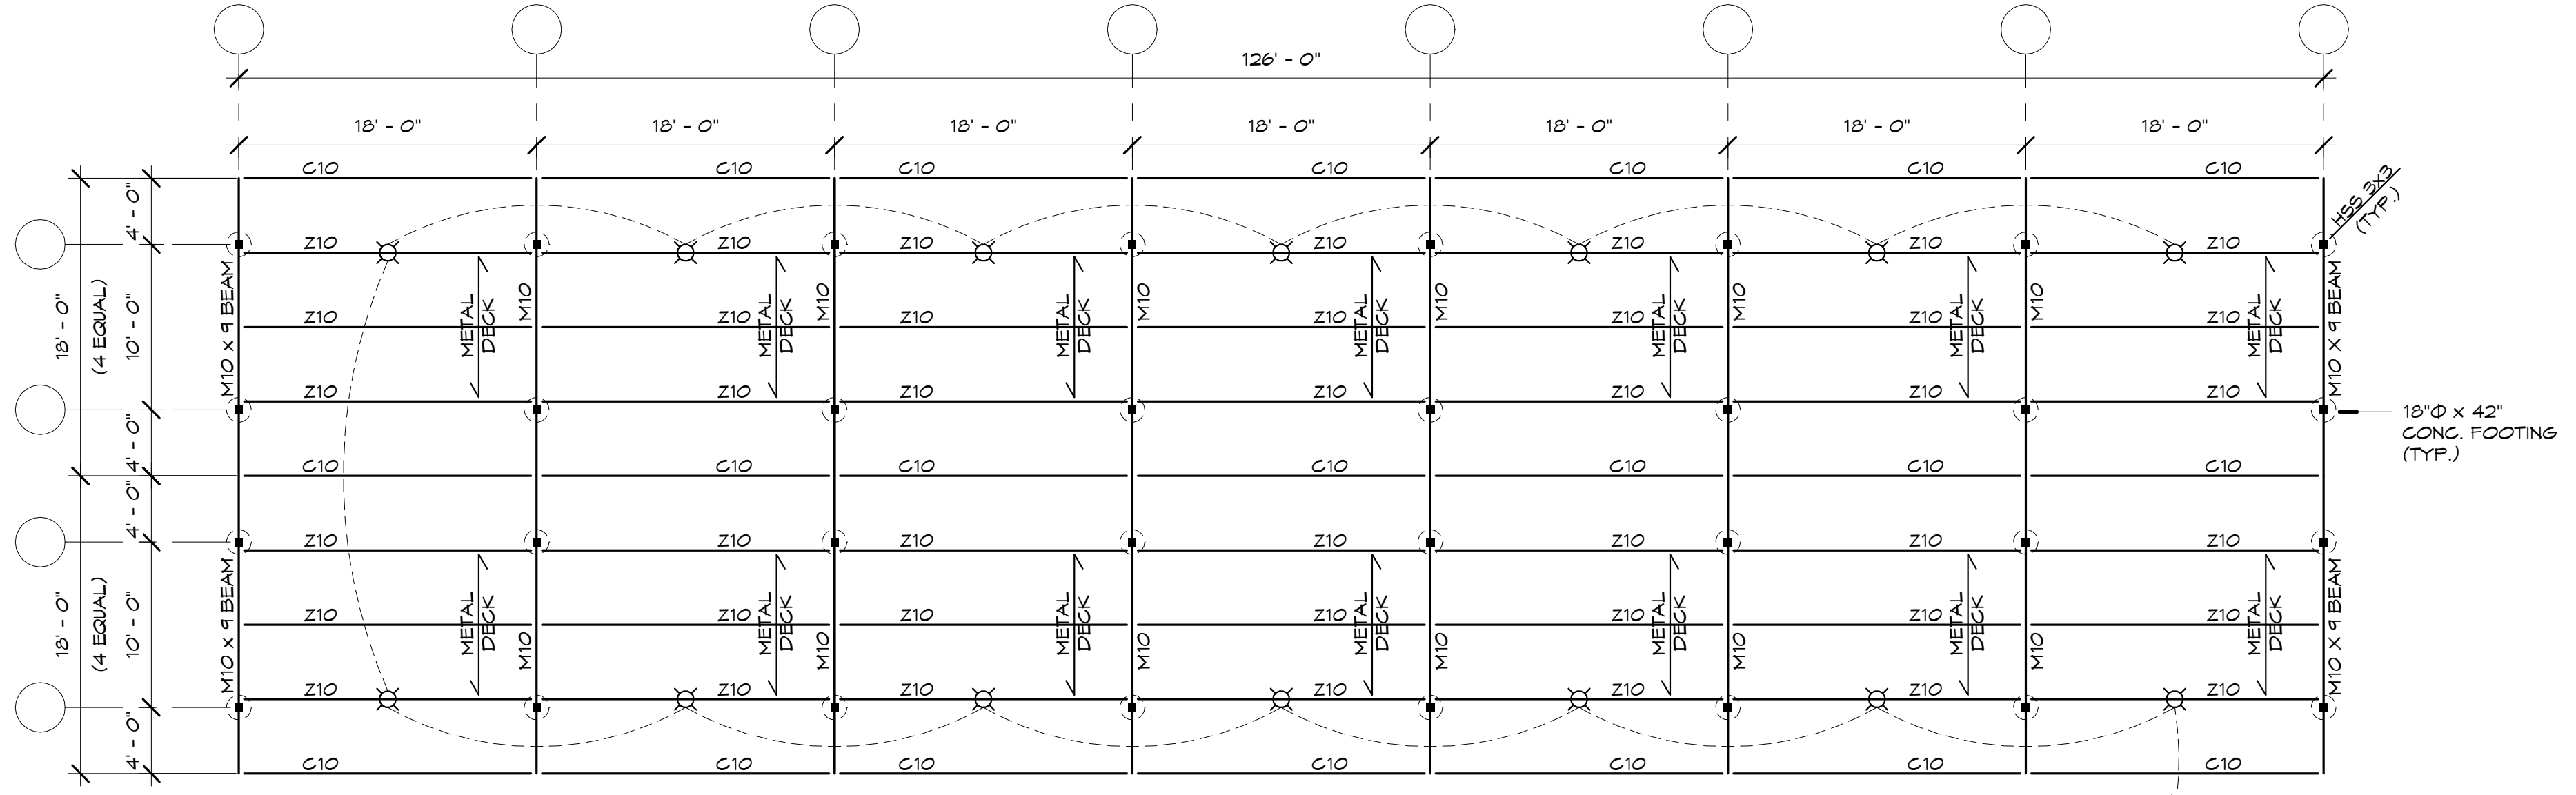 126' - 0"
18' - 0" 18' - 0" 18' - 0" 18' - 0" 18' - 0" 18' - 0" 18' - 0"
C10 C10 C10 C10 C10 C10 C10
4' - 0"
HSS 3x3
(TYP.)
Z10 Z10 Z10 Z10 Z10 Z10 Z10
18' - 0"
(4 EQUAL)
10' - 0"
M10 x 9 BEAM
M10 M10 M10 M10 M10 M10
M10 x 9 BEAM
METAL
DECK
METAL
DECK
METAL
DECK
METAL
DECK
METAL
DECK
METAL
DECK
METAL
DECK
Z10 Z10 Z10 Z10 Z10 Z10 Z10
Z10 Z10 Z10 Z10 Z10 Z10 Z10
18"Φ x 42"
CONC. FOOTING
(TYP.)
4' - 0"
C10 C10 C10 C10 C10 C10 C10
4' - 0"
Z10 Z10 Z10 Z10 Z10 Z10 Z10
18' - 0"
(4 EQUAL)
10' - 0"
M10 x 9 BEAM
M10 M10 M10 M10 M10 M10
M10 x 9 BEAM
METAL
DECK
METAL
DECK
METAL
DECK
METAL
DECK
METAL
DECK
METAL
DECK
METAL
DECK
Z10 Z10 Z10 Z10 Z10 Z10 Z10
Z10 Z10 Z10 Z10 Z10 Z10 Z10
4' - 0"
C10 C10 C10 C10 C10 C10 C10